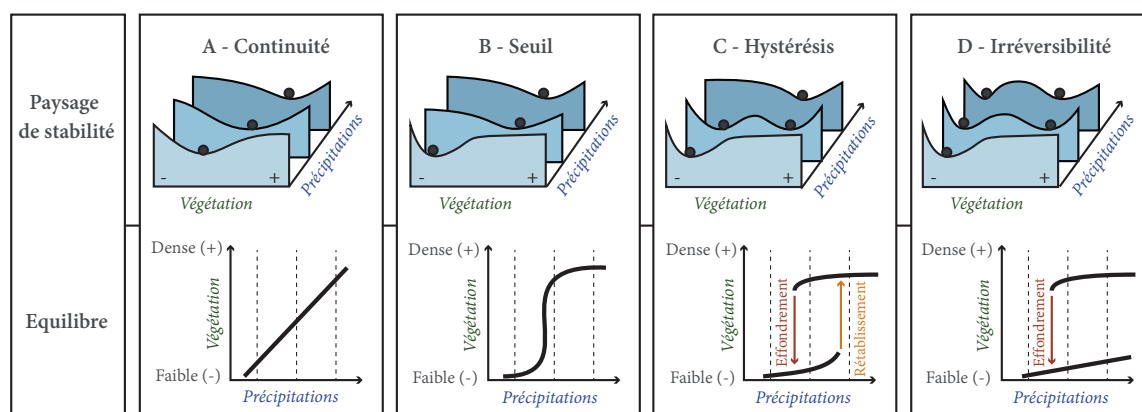 A - Continuité
B - Seuil
C - Hystérésis
D - Irréversibilité
Paysage
de stabilité
- +
Précipitations
Végétation
- +
Précipitations
Végétation
- +
Précipitations
Végétation
- +
Précipitations
Végétation
Equilibre
Dense (+)
Végétation
Faible (-)
Précipitations
Dense (+)
Végétation
Faible (-)
Précipitations
Dense (+)
Végétation
Effondrement
Rétablissement
Faible (-)
Précipitations
Dense (+)
Végétation
Effondrement
Faible (-)
Précipitations